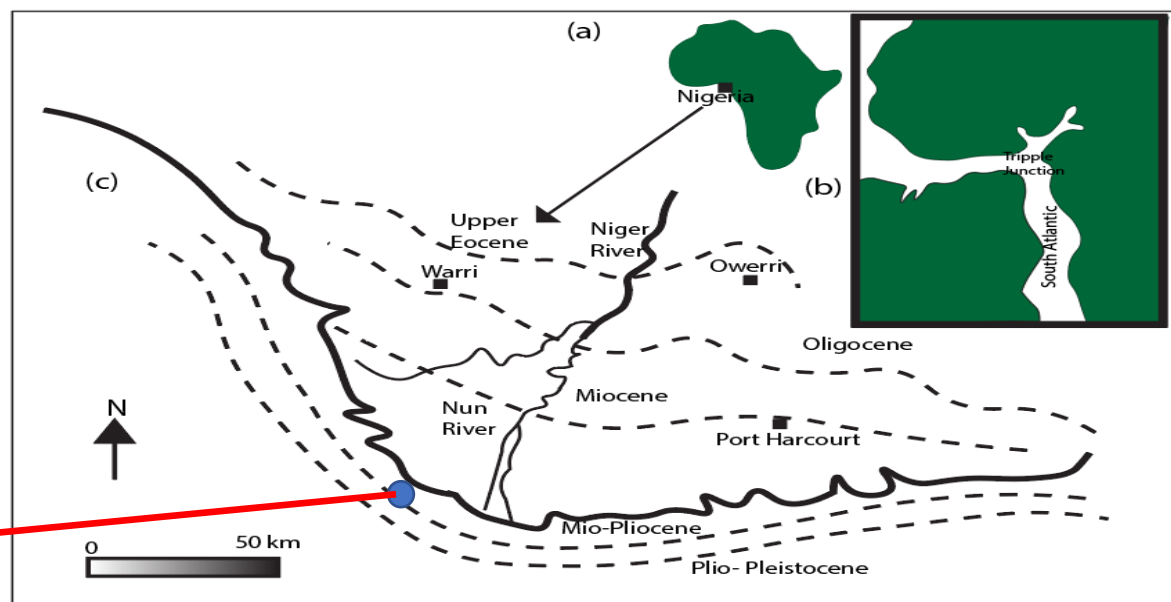 (a)
Nigeria
(b)
Tripple
Junction
South Atlantic
(c)
Upper
Eocene
Niger
River
Warri
Owerri
Oligocene
Miocene
Nun
River
Port Harcourt
N
Mio-Pliocene
Plio- Pleistocene
0
50 km